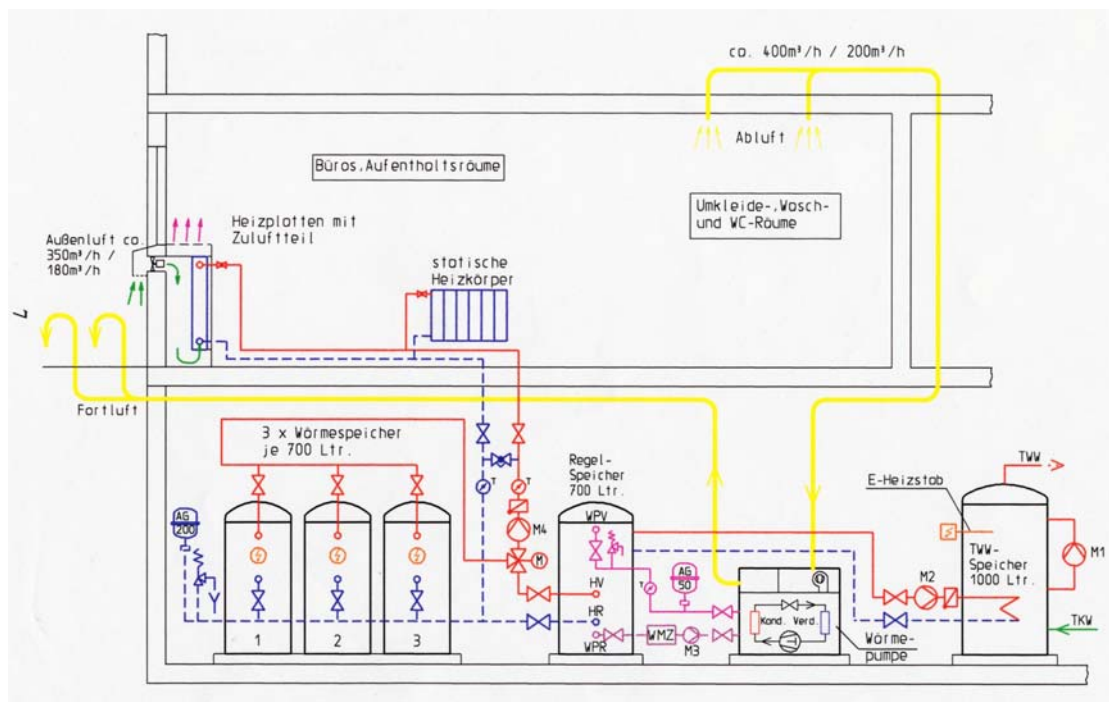 ca. 400m³/h / 200m³/h
Abluft
Büros,Aufenthaltsräume
Umkleide-,Wasch-
und WC-Räume
Heizplatten mit
Zuluftteil
Außenluft ca.
350m³/h /
180m³/h
statische
Heizkörper
Fortluft
3 x Wärmespeicher
je 700 Ltr.
Regel-
Speicher
700 Ltr.
TWW
E-Heizstab
AG
200
T
T
WPV
M4
M
AG
50
T
M2
TWW-
Speicher
1000 Ltr.
M1
HV
HR
WPR
WMZ
M3
Kond. Verd.
Wärme-
pumpe
TKW
1
2
3